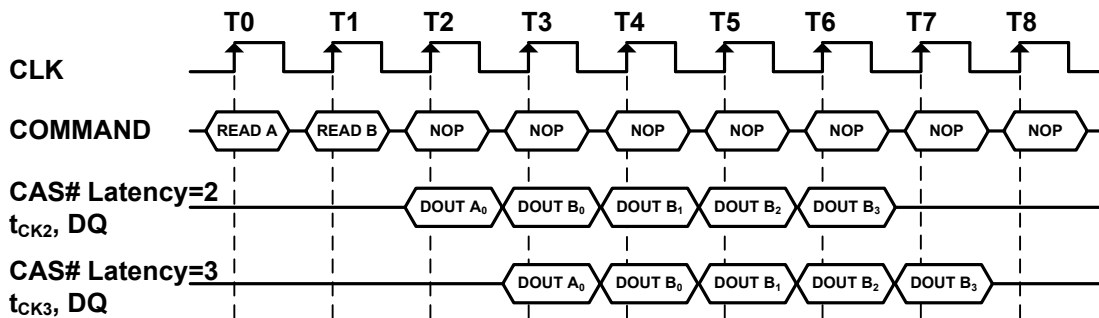 T0 T1 T2 T3 T4 T5 T6 T7 T8
CLK
COMMAND READ A READ B NOP NOP NOP NOP NOP NOP NOP
CAS# Latency=2
tCK2, DQ DOUT A0 DOUT B0 DOUT B1 DOUT B2 DOUT B3
CAS# Latency=3
tCK3, DQ DOUT A0 DOUT B0 DOUT B1 DOUT B2 DOUT B3